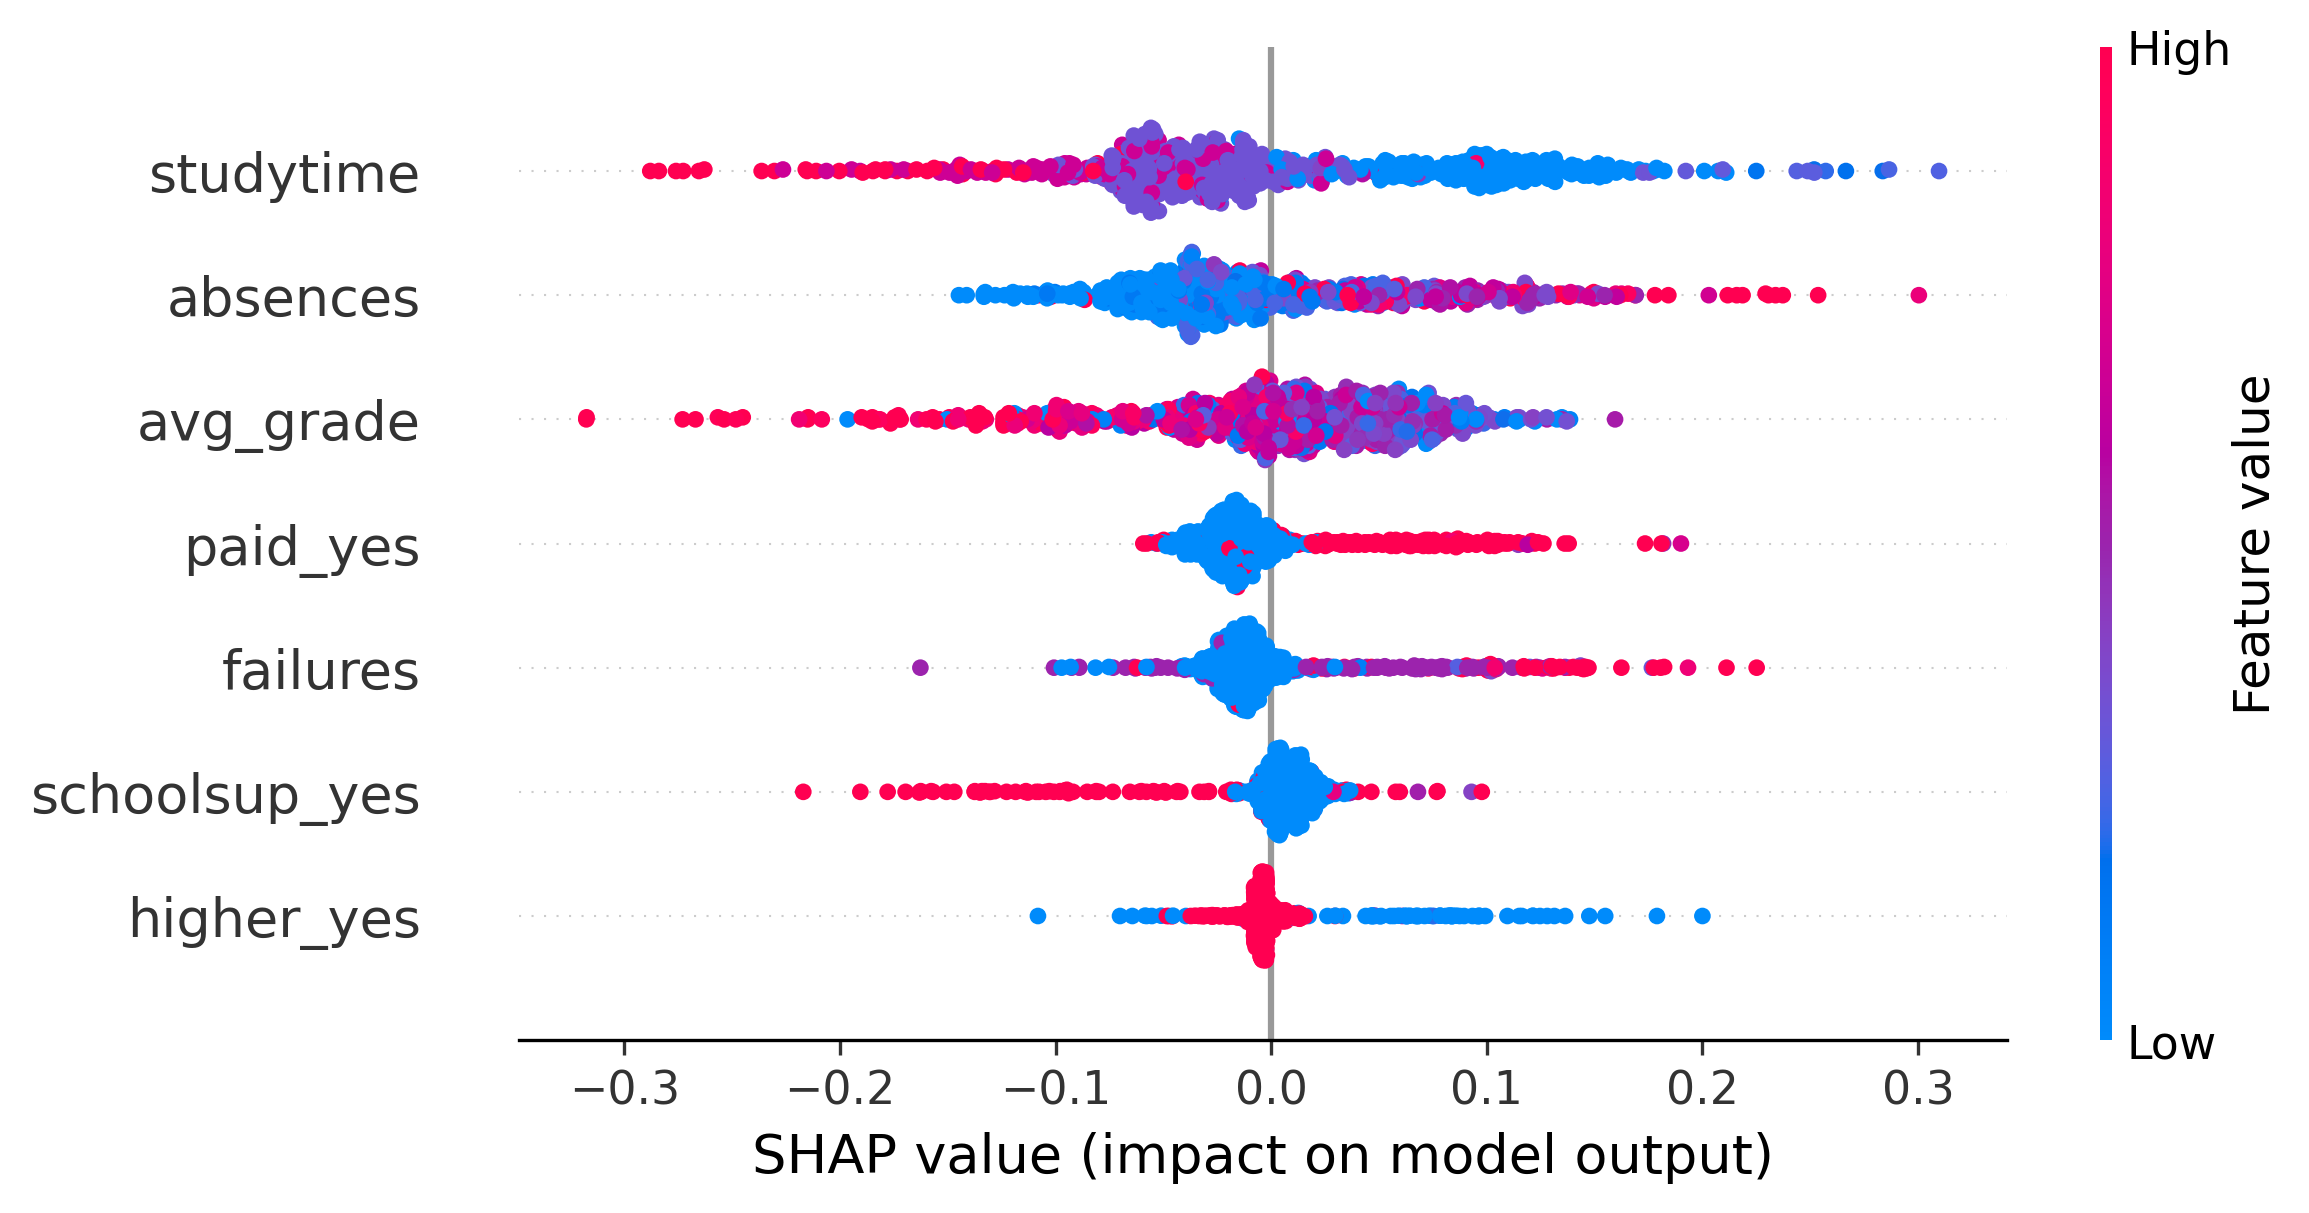 High
studytime
absences
avg_grade
paid_yes
failures
schoolsup_yes
higher_yes
Feature value
Low
−0.3 −0.2 −0.1 0.0 0.1 0.2 0.3
SHAP value (impact on model output)